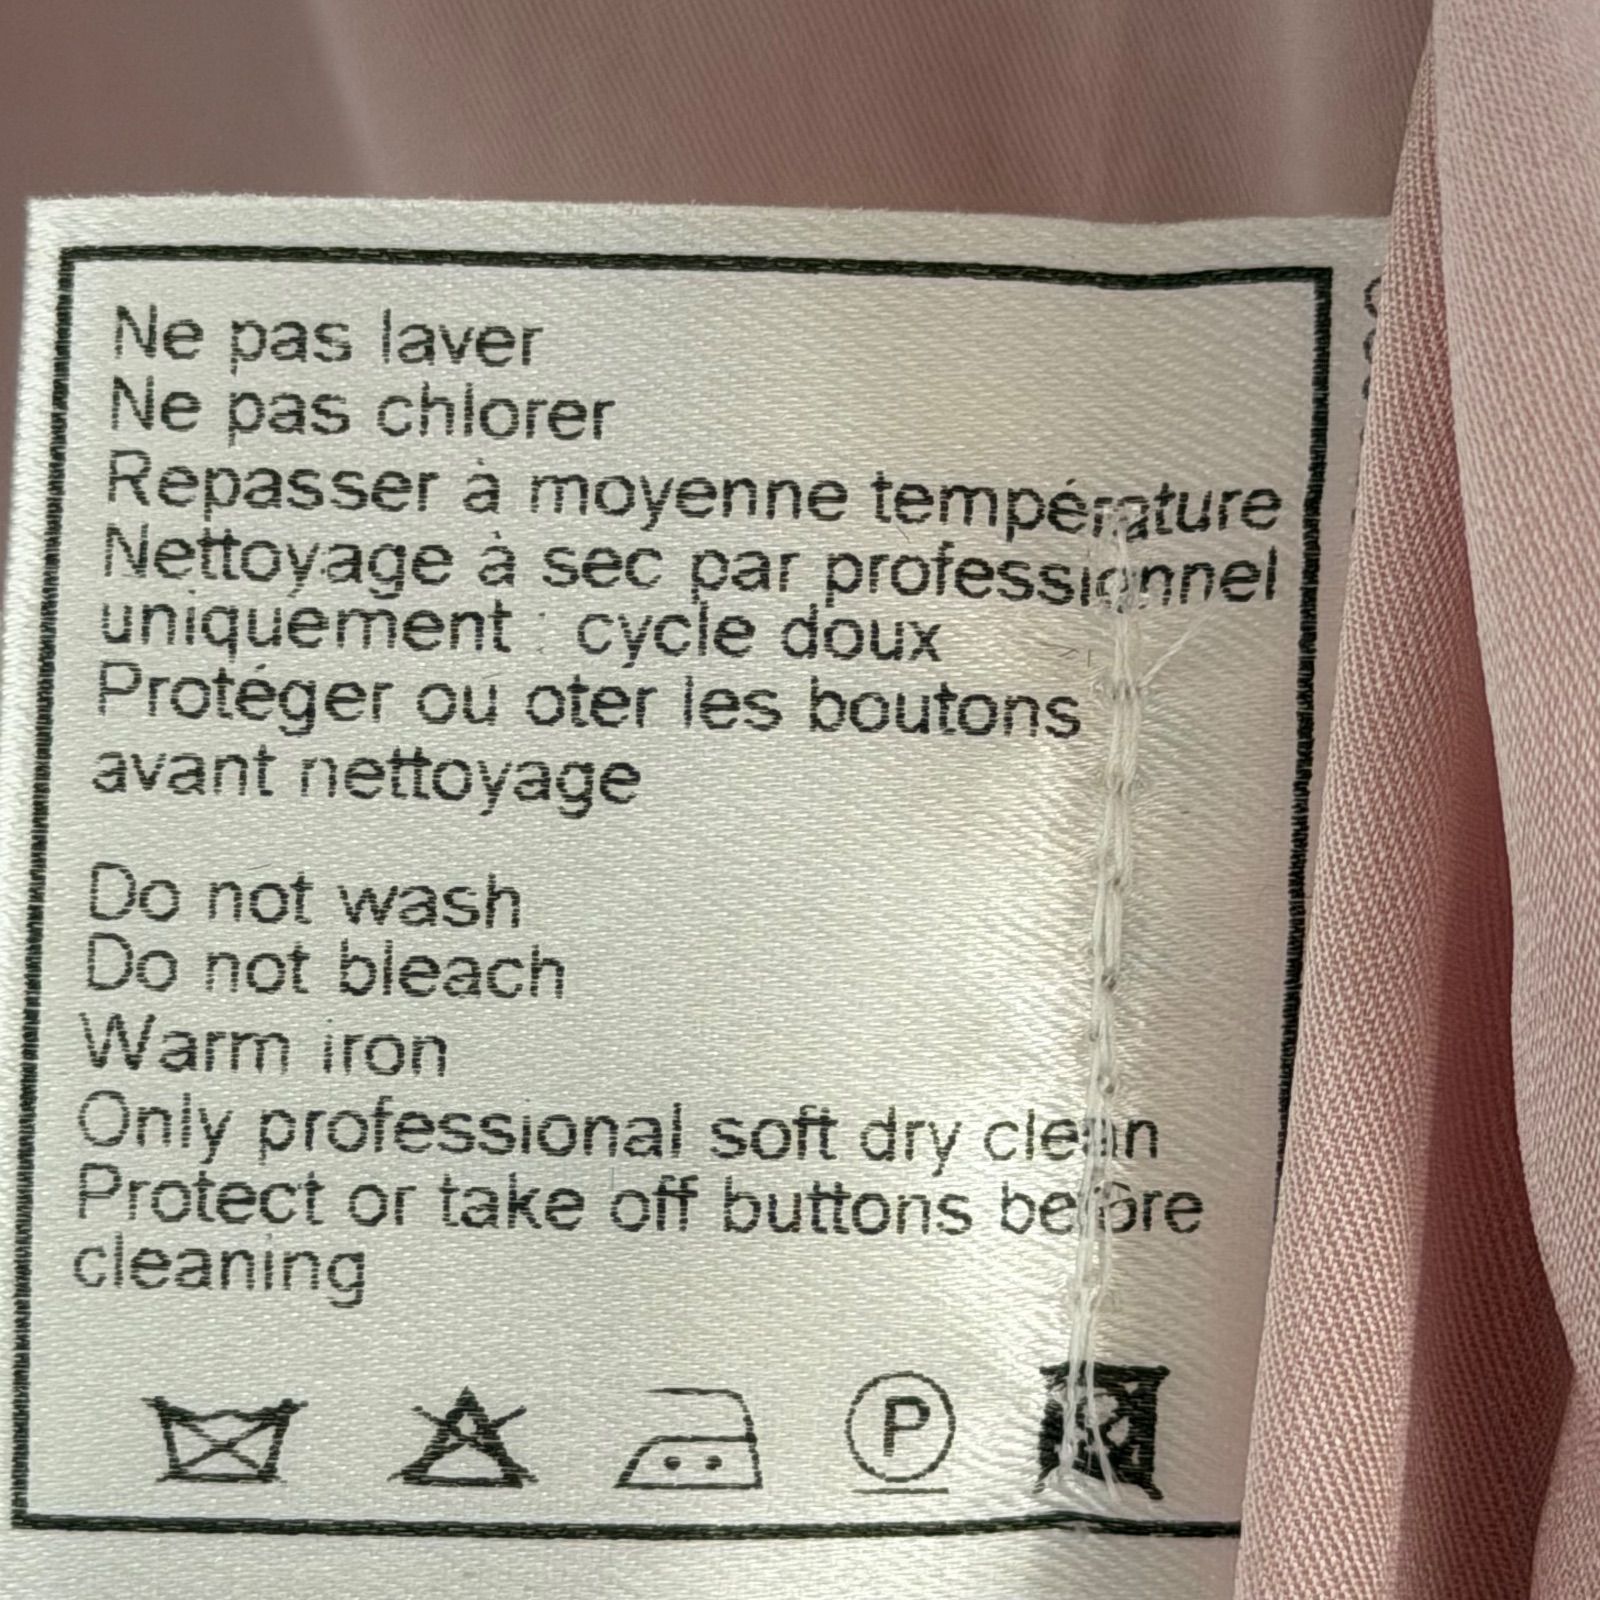 Ne pas laver
Ne pas chlorer
Repasser à moyenne température
Nettoyage à sec par professionnel
uniquement : cycle doux
Protéger ou oter les boutons
avant nettoyage
Do not wash
Do not bleach
Warm iron
Only professional soft dry clean
Protect or take off buttons before
cleaning
P